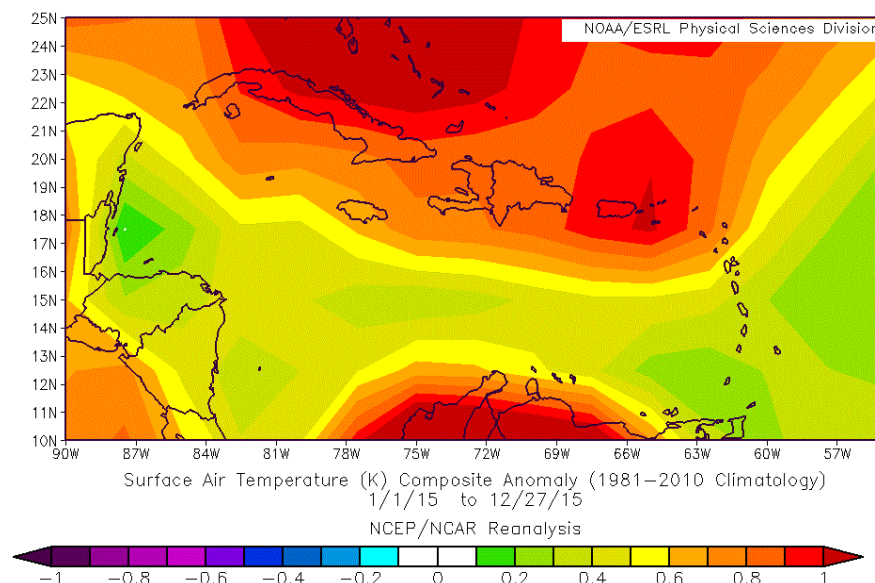 25N
NOAA/ESRL Physical Sciences Division
24N
23N
22N
21N
20N
19N
18N
17N
16N
15N
14N
13N
12N
11N
10N
90W 87W 84W 81W 78W 75W 72W 69W 66W 63W 60W 57W
Surface Air Temperature (K) Composite Anomaly (1981-2010 Climatology)
1/1/15 to 12/27/15
NCEP/NCAR Reanalysis
-1 -0.8 -0.6 -0.4 -0.2 0 0.2 0.4 0.6 0.8 1